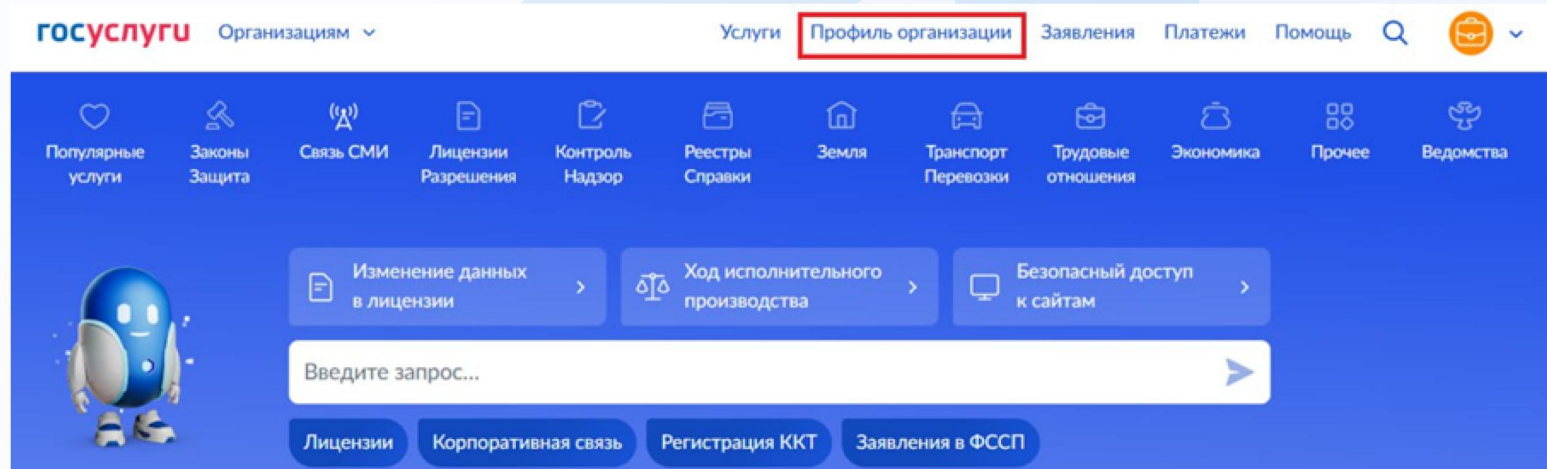 госуслуги Организациям Услуги Профиль организации Заявления Платежи Помощь
Популярные услуги
Законы Защита
Связь СМИ
Лицензии Разрешения
Контроль Надзор
Реестры Справки
Земля
Транспорт Перевозки
Трудовые отношения
Экономика
Прочее
Ведомства
Изменение данных
в лицензии
Ход исполнительного
производства
Безопасный доступ
к сайтам
Введите запрос...
Лицензии Корпоративная связь Регистрация ККТ Заявления в ФССП